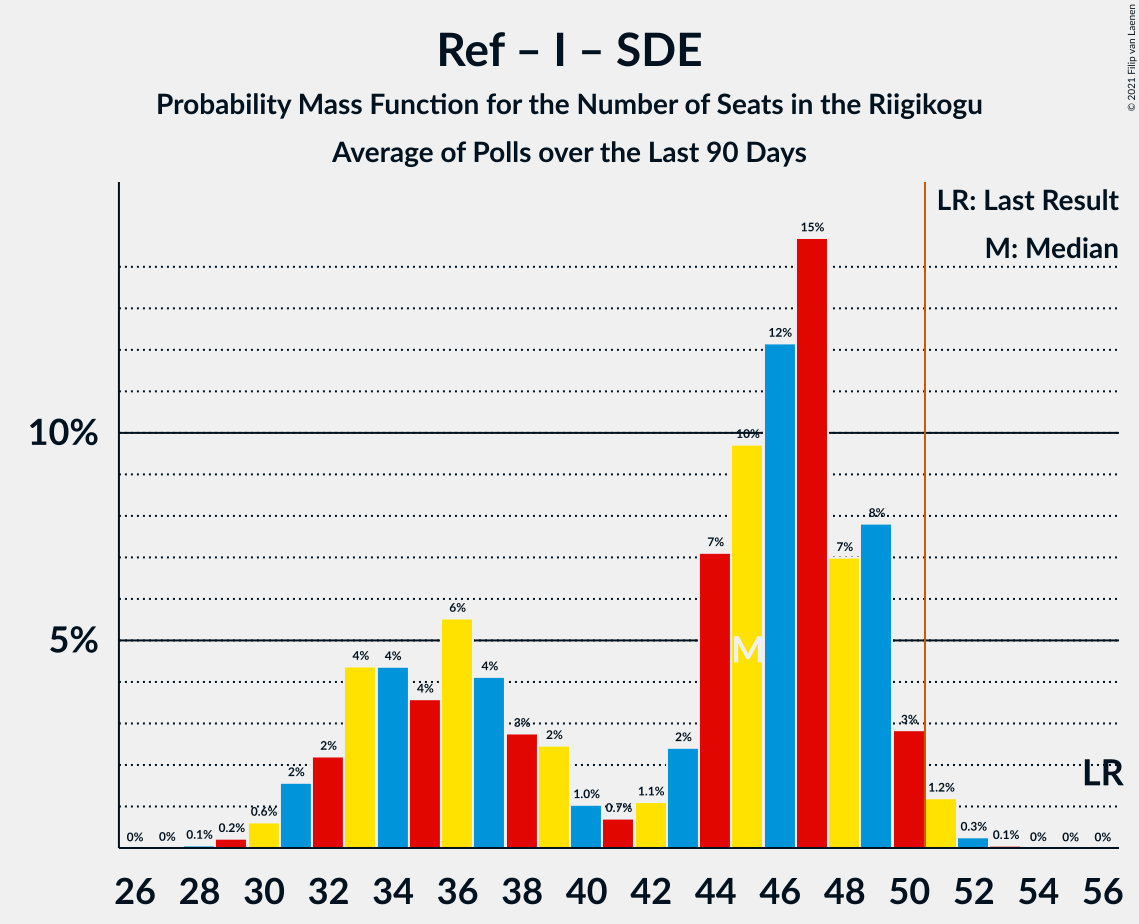 Ref – I – SDE
Probability Mass Function for the Number of Seats in the Riigikogu
Average of Polls over the Last 90 Days
© 2021 Filip van Laenen
LR: Last Result
M: Median
10%
5%
0% 0% 0.1% 0.2% 0.6% 2% 2% 4% 4% 4% 6% 4% 3% 2% 1.0% 0.7% 1.1% 2% 7% 10% 12% 15% 7% 8% 3% 1.2% 0.3% 0.1% 0% 0% 0%
M
LR
26 28 30 32 34 36 38 40 42 44 46 48 50 52 54 56